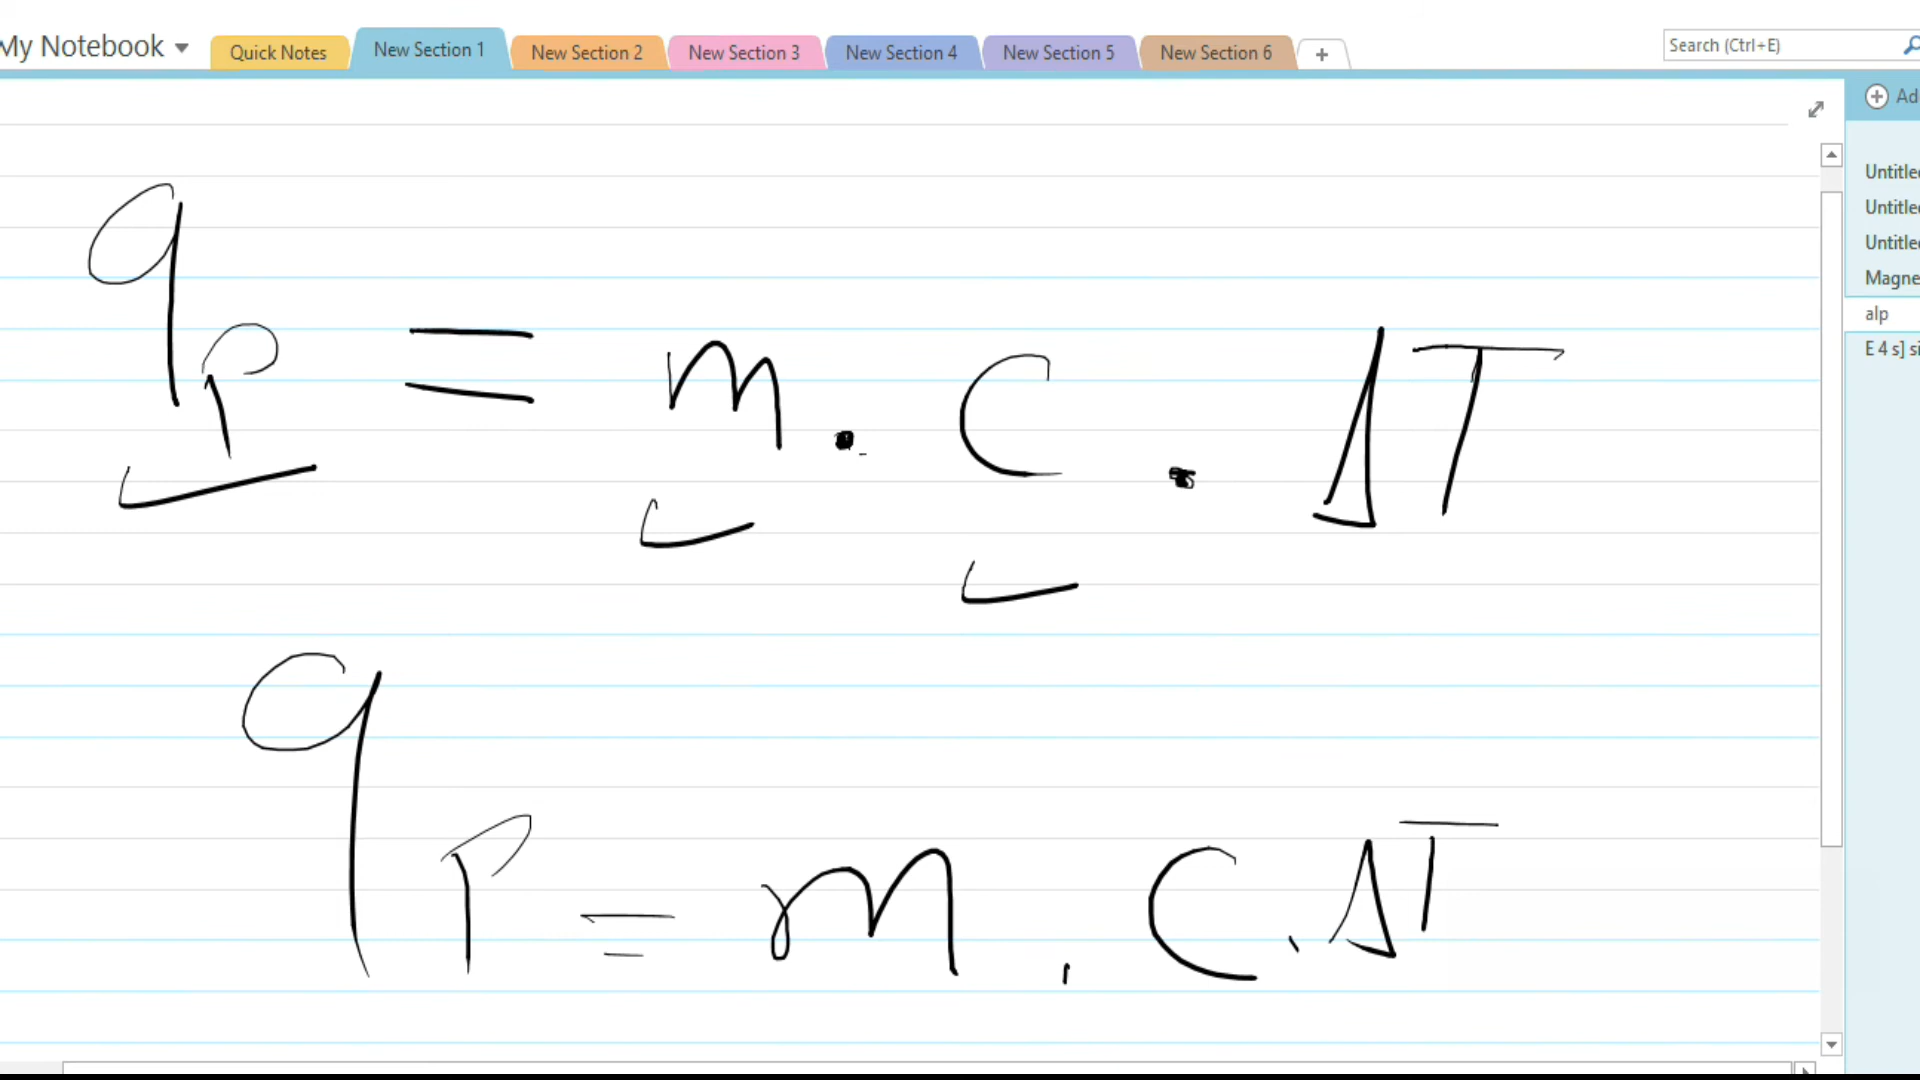 My Notebook Quick Notes New Section 1 New Section 2 New Section 3 New Section 4 New Section 5 New Section 6 + Search (Ctrl+E)
Ad
Untitle
Untitle
Untitle
Magne
alp
E 4 s] si
qp = m . c . ΔT
qp = m . c . ΔT